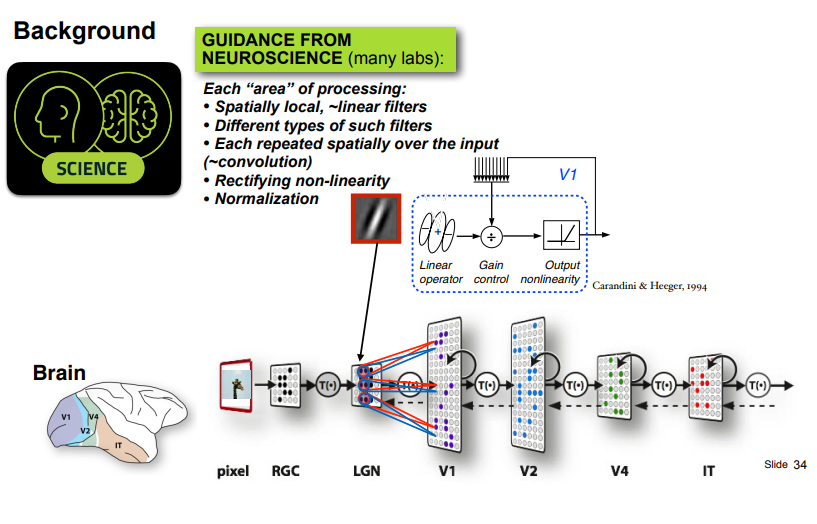 Background
GUIDANCE FROM
NEUROSCIENCE (many labs):
SCIENCE
Each “area” of processing:
• Spatially local, ~linear filters
• Different types of such filters
• Each repeated spatially over the input
(~convolution)
• Rectifying non-linearity
• Normalization
V1
+
÷
Linear
operator
Gain
control
Output
nonlinearity
Carandini & Heeger, 1994
Brain
V1
V2
V4
IT
T(•)
T(•)
T(•)
T(•)
T(•)
T(•)
pixel
RGC
LGN
V1
V2
V4
IT
Slide 34